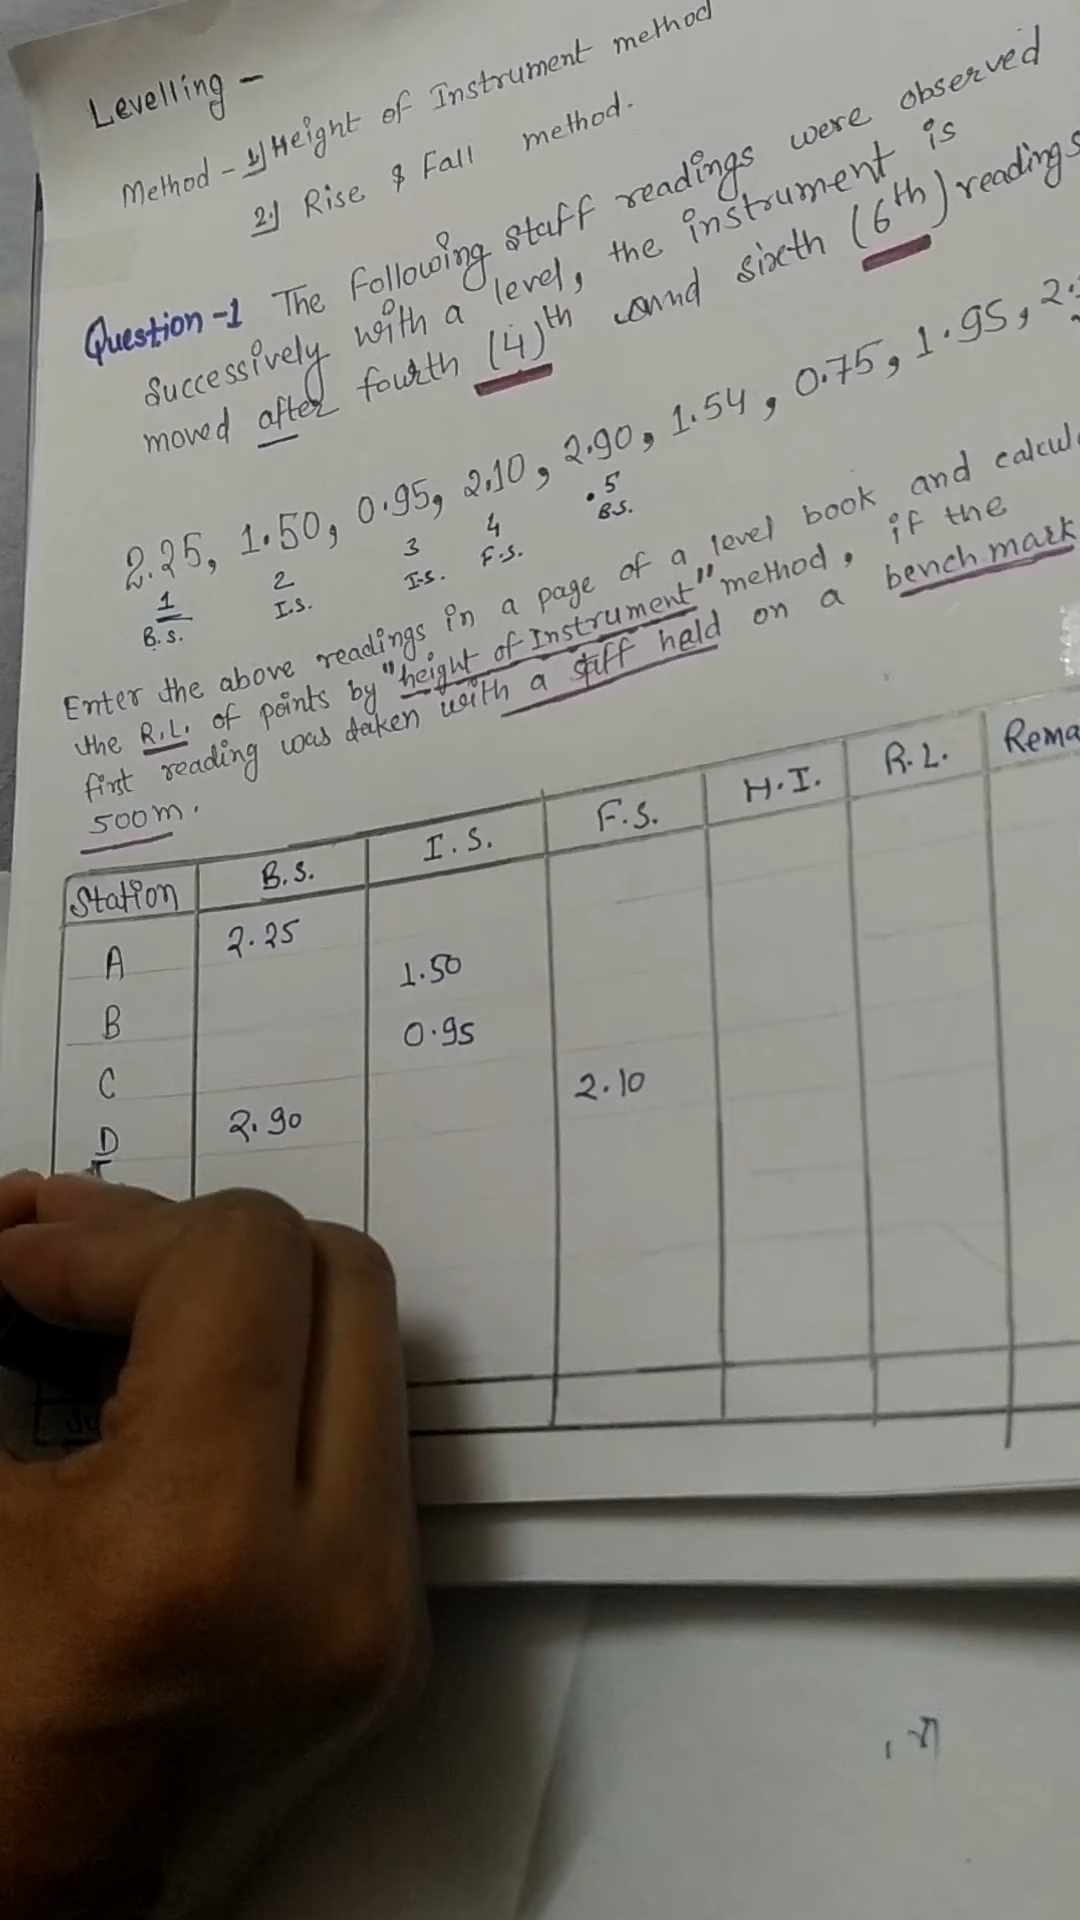 Levelling -
Method - 1) Height of Instrument method
2) Rise & Fall method.
Question-1 The following staff readings were observed
successively with a level, the instrument is
moved after fourth (4)th and sixth (6th) readings
2.25, 1.50, 0.95, 2.10, 2.90, 1.54, 0.75, 1.95, 2.
1 2 3 4 5
B.S. I.S. I.S. F.S. B.S.
Enter the above readings in a page of a level book and calcul
the R.L. of points by "height of Instrument" method, if the
first reading was taken with a stiff held on a bench mark
500m.
Station B.S. I.S. F.S. H.I. R.L. Rema
A 2.25
B 1.50
C 0.95
D 2.90 2.10